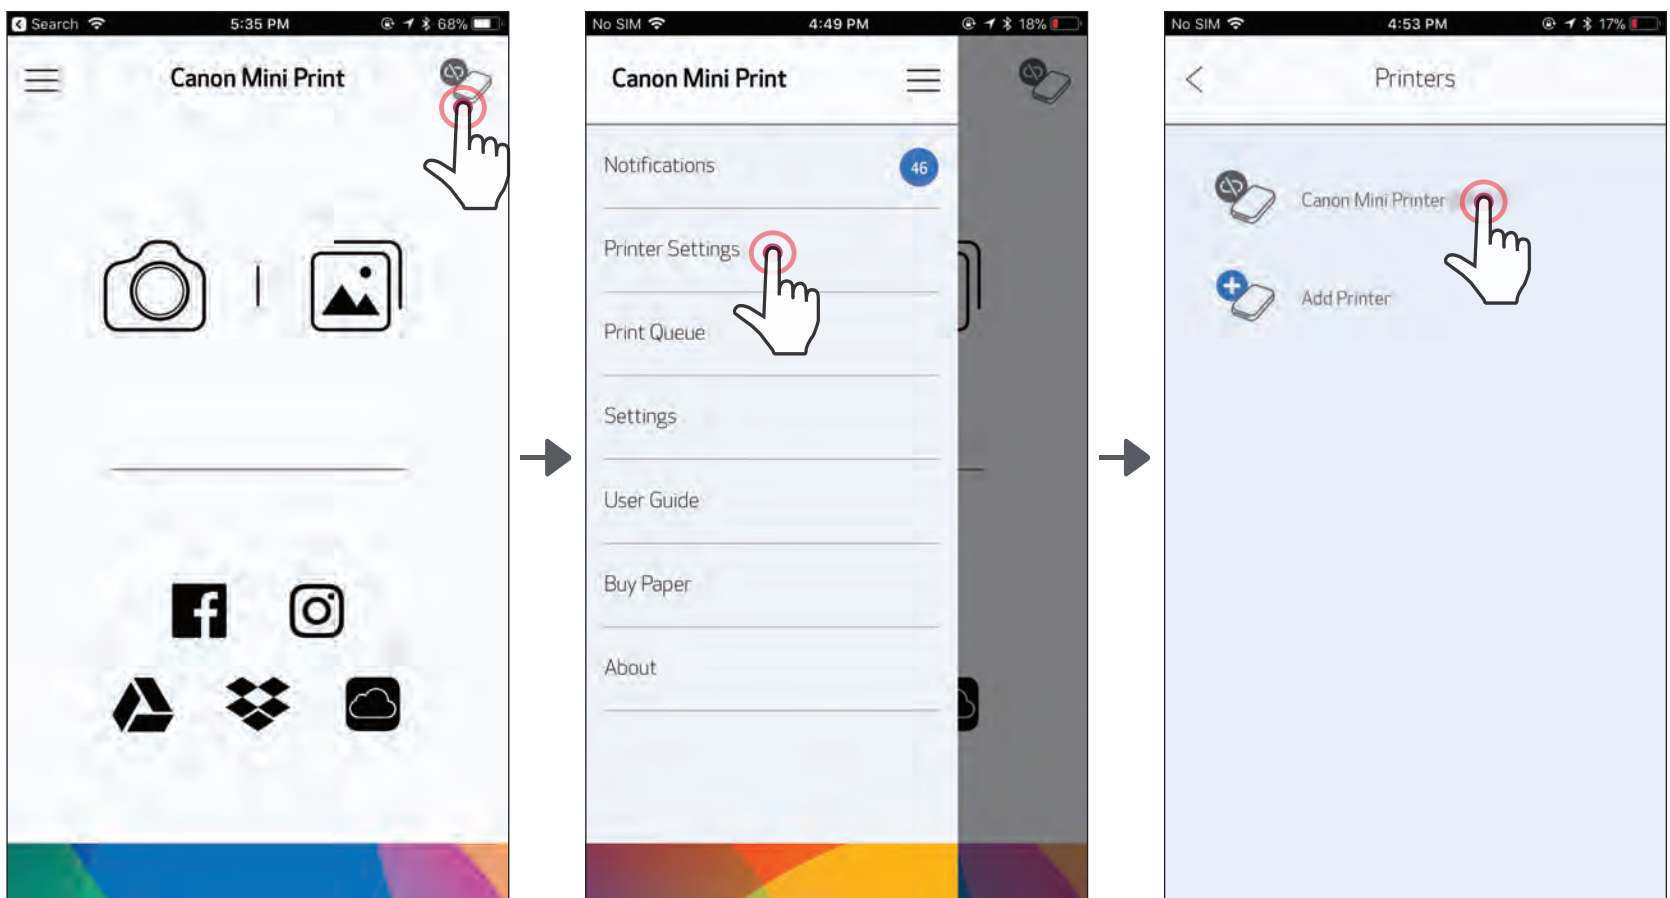 Search 5:35 PM 68%
Canon Mini Print
No SIM 4:49 PM 18%
Canon Mini Print
Notifications 46
Printer Settings
Print Queue
Settings
User Guide
Buy Paper
About
No SIM 4:53 PM 17%
Printers
Canon Mini Printer
Add Printer